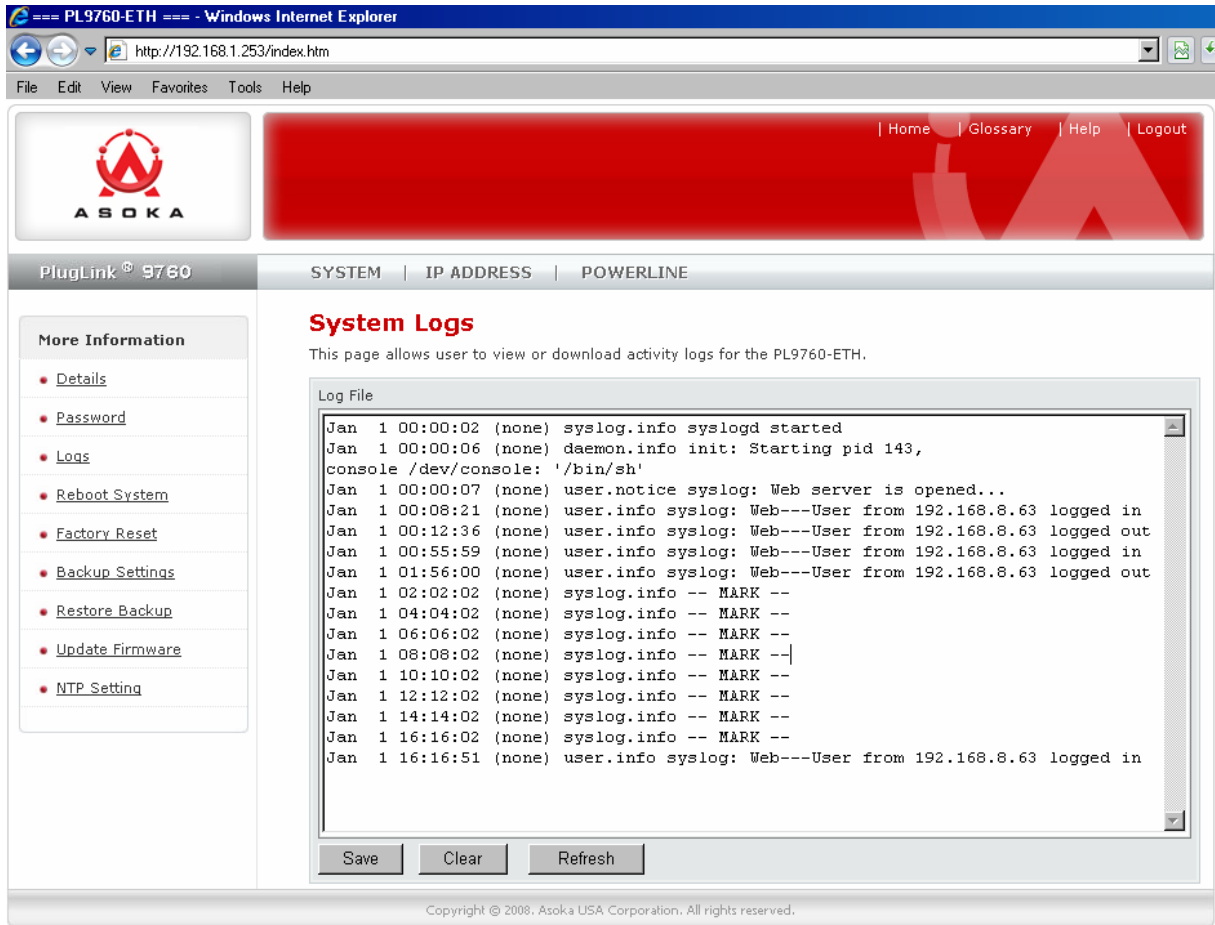 === PL9760-ETH === - Windows Internet Explorer
http://192.168.1.253/index.htm
File Edit View Favorites Tools Help
| Home | Glossary | Help | Logout
ASOKA
PlugLink ® 9760
SYSTEM | IP ADDRESS | POWERLINE
More Information
Details
Password
Logs
Reboot System
Factory Reset
Backup Settings
Restore Backup
Update Firmware
NTP Setting
System Logs
This page allows user to view or download activity logs for the PL9760-ETH.
Log File
Jan 1 00:00:02 (none) syslog.info syslogd started
Jan 1 00:00:06 (none) daemon.info init: Starting pid 143,
console /dev/console: '/bin/sh'
Jan 1 00:00:07 (none) user.notice syslog: Web server is opened...
Jan 1 00:08:21 (none) user.info syslog: Web---User from 192.168.8.63 logged in
Jan 1 00:12:36 (none) user.info syslog: Web---User from 192.168.8.63 logged out
Jan 1 00:55:59 (none) user.info syslog: Web---User from 192.168.8.63 logged in
Jan 1 01:56:00 (none) user.info syslog: Web---User from 192.168.8.63 logged out
Jan 1 02:02:02 (none) syslog.info -- MARK --
Jan 1 04:04:02 (none) syslog.info -- MARK --
Jan 1 06:06:02 (none) syslog.info -- MARK --
Jan 1 08:08:02 (none) syslog.info -- MARK --
Jan 1 10:10:02 (none) syslog.info -- MARK --
Jan 1 12:12:02 (none) syslog.info -- MARK --
Jan 1 14:14:02 (none) syslog.info -- MARK --
Jan 1 16:16:02 (none) syslog.info -- MARK --
Jan 1 16:16:51 (none) user.info syslog: Web---User from 192.168.8.63 logged in
Save Clear Refresh
Copyright © 2008. Asoka USA Corporation. All rights reserved.